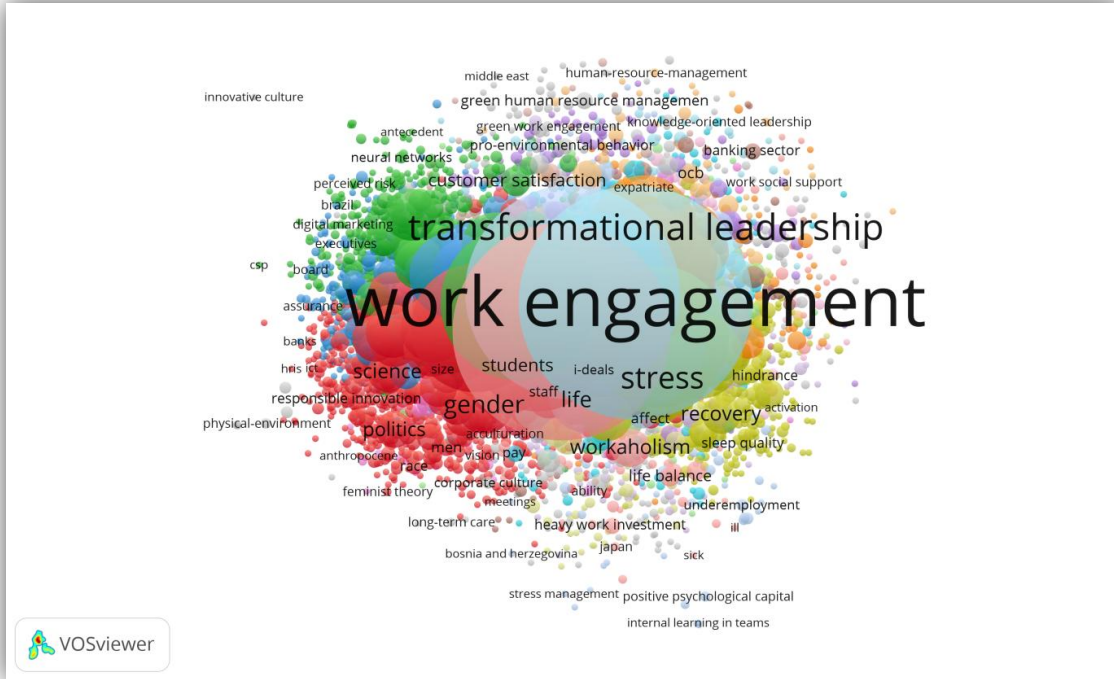 middle east
human-resource-management
innovative culture
green human resource managemen
green work engagement
knowledge-oriented leadership
antecedent
pro-environmental behavior
banking sector
neural networks
ocb
perceived risk
customer satisfaction
expatriate
work social support
brazil
digital marketing
transformational leadership
executives
csp
board
work engagement
assurance
banks
hris ict
science
size
students
i-deals
stress
hindrance
responsible innovation
gender
staff
life
affect
recovery
activation
physical-environment
politics
acculturation
men
vision
pay
workaholism
sleep quality
anthropocene
race
corporate culture
life balance
feminist theory
meetings
ability
underemployment
long-term care
heavy work investment
ill
bosnia and herzegovina
japan
sick
stress management
positive psychological capital
internal learning in teams
VOSviewer